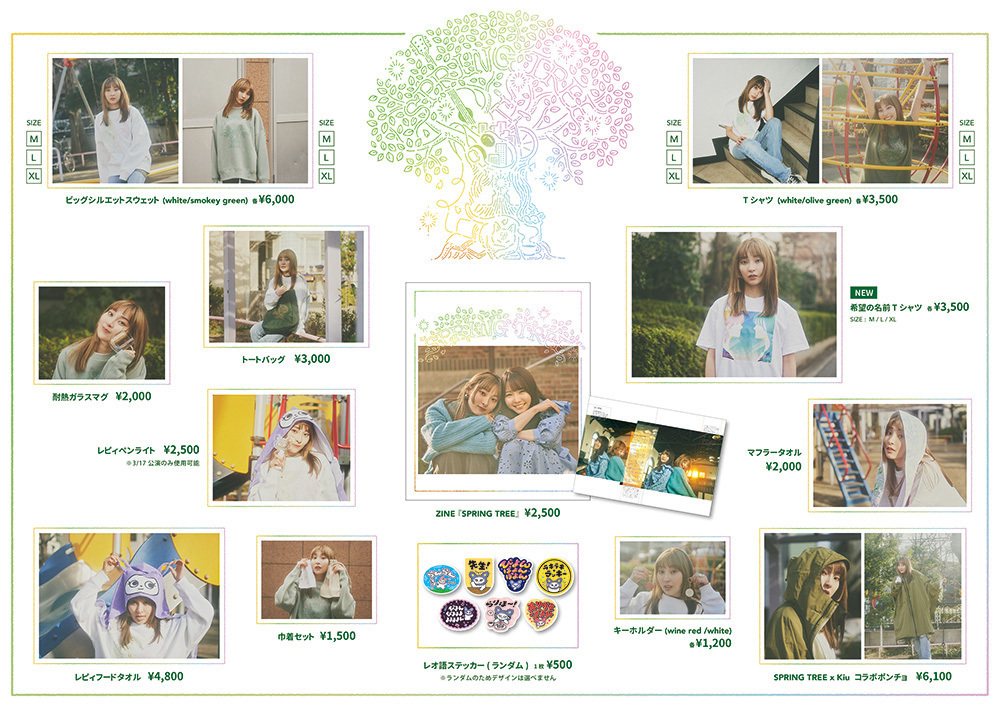 SIZE
M
L
XL
SIZE
M
L
XL
ビッグシルエットスウェット (white/smokey green) 各¥6,000
SIZE
M
L
XL
SIZE
M
L
XL
Tシャツ (white/olive green) 各¥3,500
トートバッグ ¥3,000
NEW
希望の名前Tシャツ 各¥3,500
SIZE : M / L / XL
耐熱ガラスマグ ¥2,000
レピィペンライト ¥2,500
※3/17 公演のみ使用可能
マフラータオル
¥2,000
ZINE『SPRING TREE』 ¥2,500
レピィフードタオル ¥4,800
巾着セット ¥1,500
先生!
レオ語ステッカー(ランダム) 1枚¥500
※ランダムのためデザインは選べません
キーホルダー(wine red /white)
各¥1,200
SPRING TREE x Kiu コラボポンチョ ¥6,100